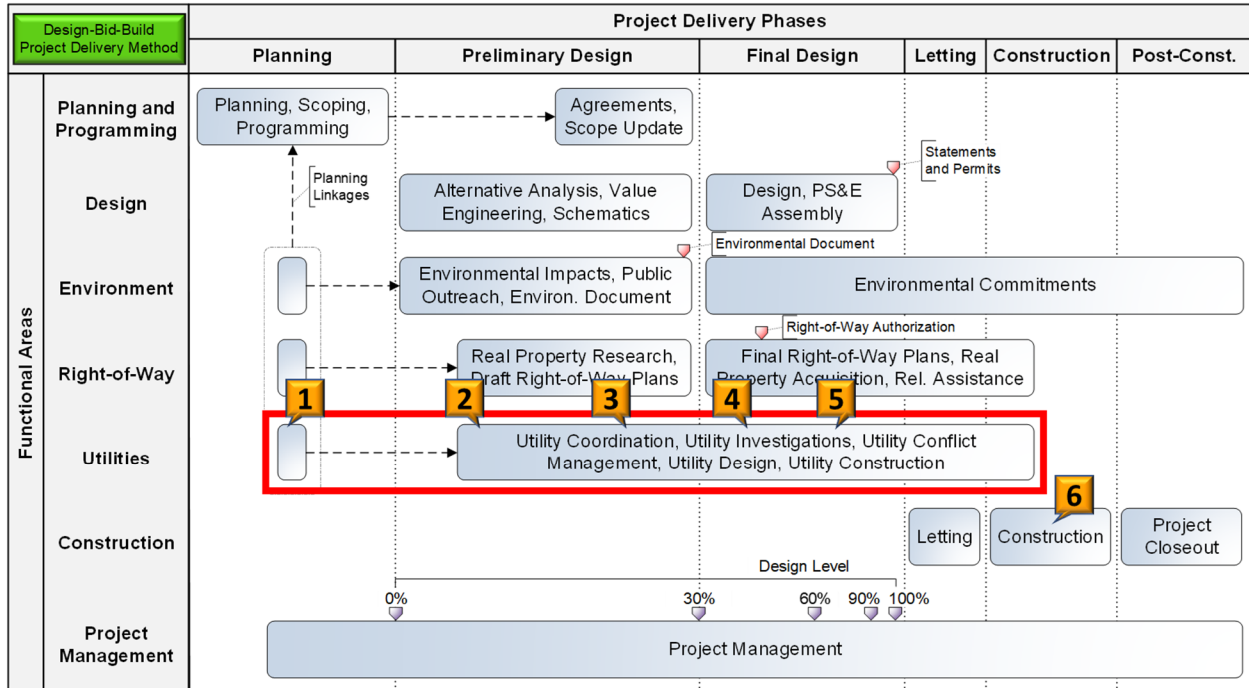 Design-Bid-Build
Project Delivery Method
Project Delivery Phases
Planning
Preliminary Design
Final Design
Letting
Construction
Post-Const.
Functional Areas
Planning and
Programming
Planning, Scoping,
Programming
Agreements,
Scope Update
Planning
Linkages
Statements
and Permits
Design
Alternative Analysis, Value
Engineering, Schematics
Design, PS&E
Assembly
Environmental Document
Environment
Environmental Impacts, Public
Outreach, Environ. Document
Environmental Commitments
Right-of-Way Authorization
Right-of-Way
Real Property Research,
Draft Right-of-Way Plans
Final Right-of-Way Plans, Real
Property Acquisition, Rel. Assistance
1
2
3
4
5
Utilities
Utility Coordination, Utility Investigations, Utility Conflict
Management, Utility Design, Utility Construction
6
Construction
Letting
Construction
Project
Closeout
Design Level
0%
30%
60%
90%
100%
Project
Management
Project Management